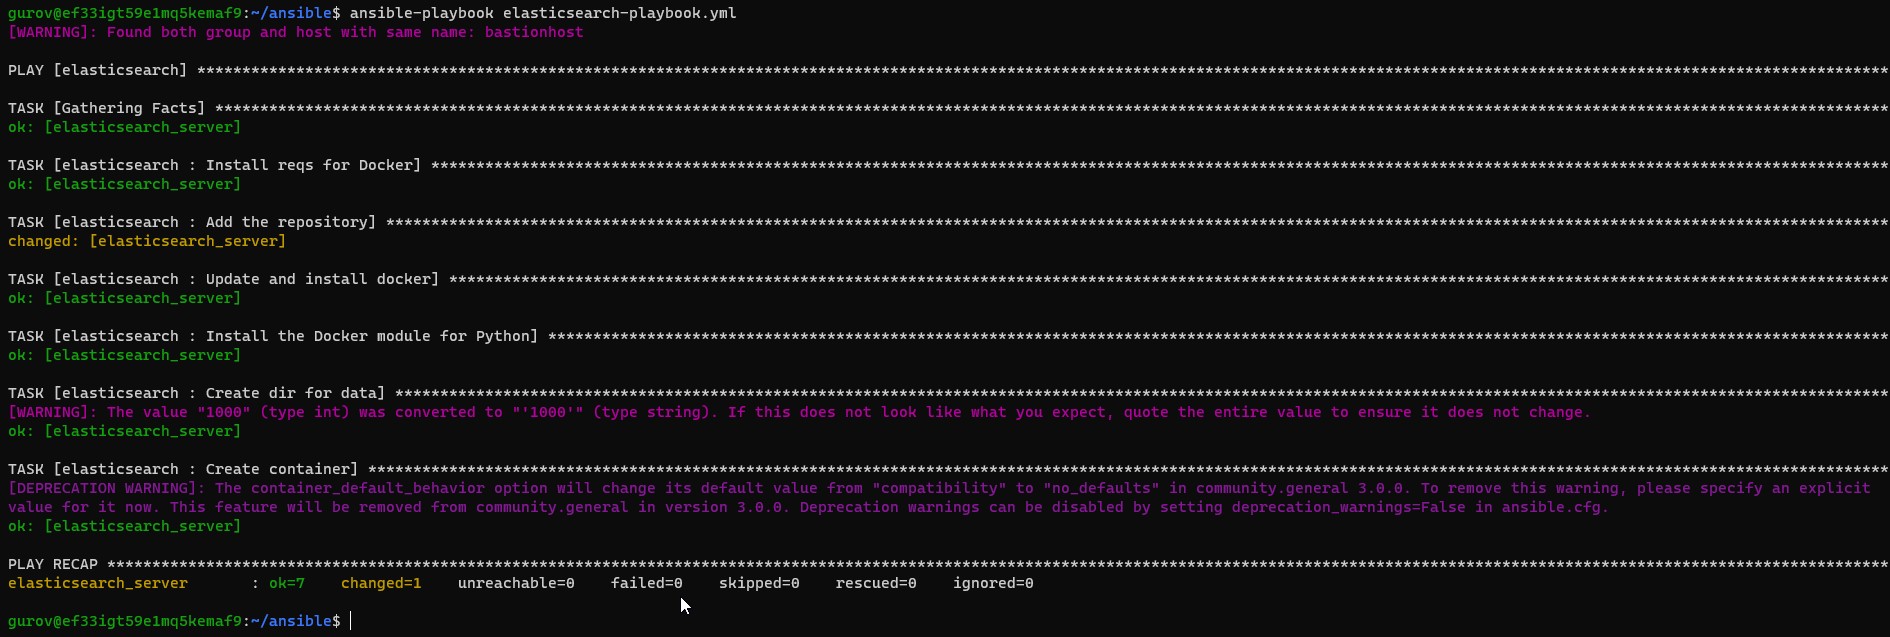 gurov@ef33igt59e1mq5kemaf9:~/ansible$ ansible-playbook elasticsearch-playbook.yml
[WARNING]: Found both group and host with same name: bastionhost
PLAY [elasticsearch] ****************************************************************************************************
TASK [Gathering Facts] ****************************************************************************************************
ok: [elasticsearch_server]
TASK [elasticsearch : Install reqs for Docker] ****************************************************************************************************
ok: [elasticsearch_server]
TASK [elasticsearch : Add the repository] ****************************************************************************************************
changed: [elasticsearch_server]
TASK [elasticsearch : Update and install docker] ****************************************************************************************************
ok: [elasticsearch_server]
TASK [elasticsearch : Install the Docker module for Python] ****************************************************************************************************
ok: [elasticsearch_server]
TASK [elasticsearch : Create dir for data] ****************************************************************************************************
[WARNING]: The value "1000" (type int) was converted to "'1000'" (type string). If this does not look like what you expect, quote the entire value to ensure it does not change.
ok: [elasticsearch_server]
TASK [elasticsearch : Create container] ****************************************************************************************************
[DEPRECATION WARNING]: The container_default_behavior option will change its default value from "compatibility" to "no_defaults" in community.general 3.0.0. To remove this warning, please specify an explicit
value for it now. This feature will be removed from community.general in version 3.0.0. Deprecation warnings can be disabled by setting deprecation_warnings=False in ansible.cfg.
ok: [elasticsearch_server]
PLAY RECAP ****************************************************************************************************
elasticsearch_server       : ok=7    changed=1    unreachable=0    failed=0    skipped=0    rescued=0    ignored=0
gurov@ef33igt59e1mq5kemaf9:~/ansible$